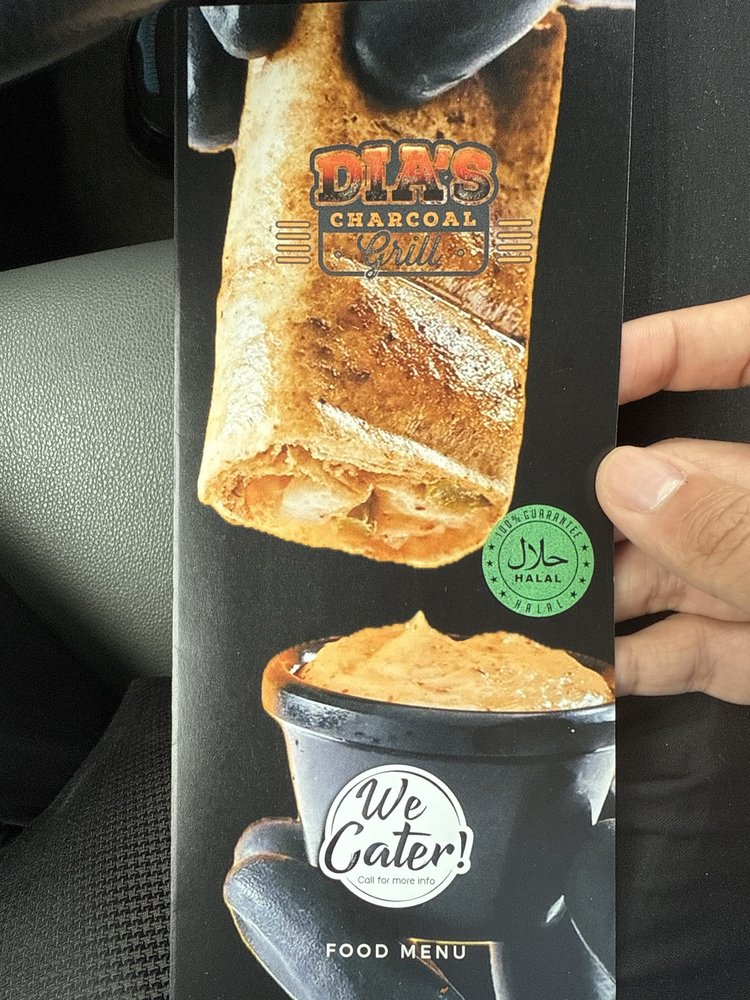 DIA'S
CHARCOAL
Grill
100% GUARANTEE
حلال
HALAL
HALAL
We
Cater!
Call for more info
FOOD MENU